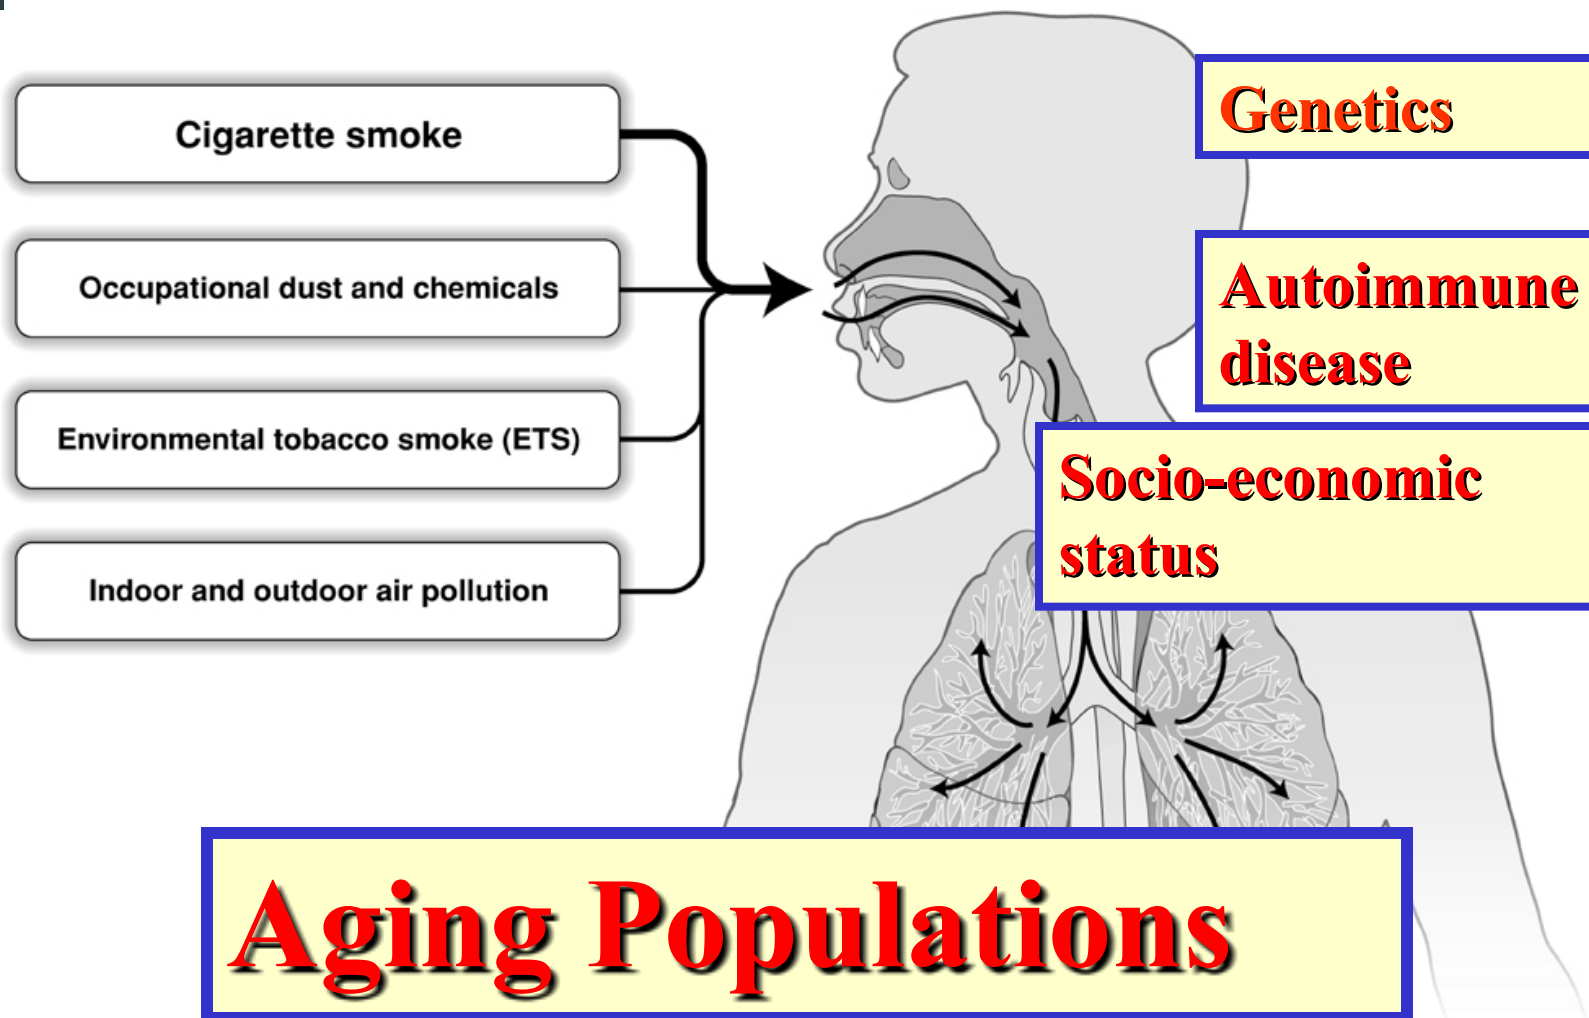 Cigarette smoke
Occupational dust and chemicals
Environmental tobacco smoke (ETS)
Indoor and outdoor air pollution
Genetics
Autoimmune
disease
Socio-economic
status
Aging Populations